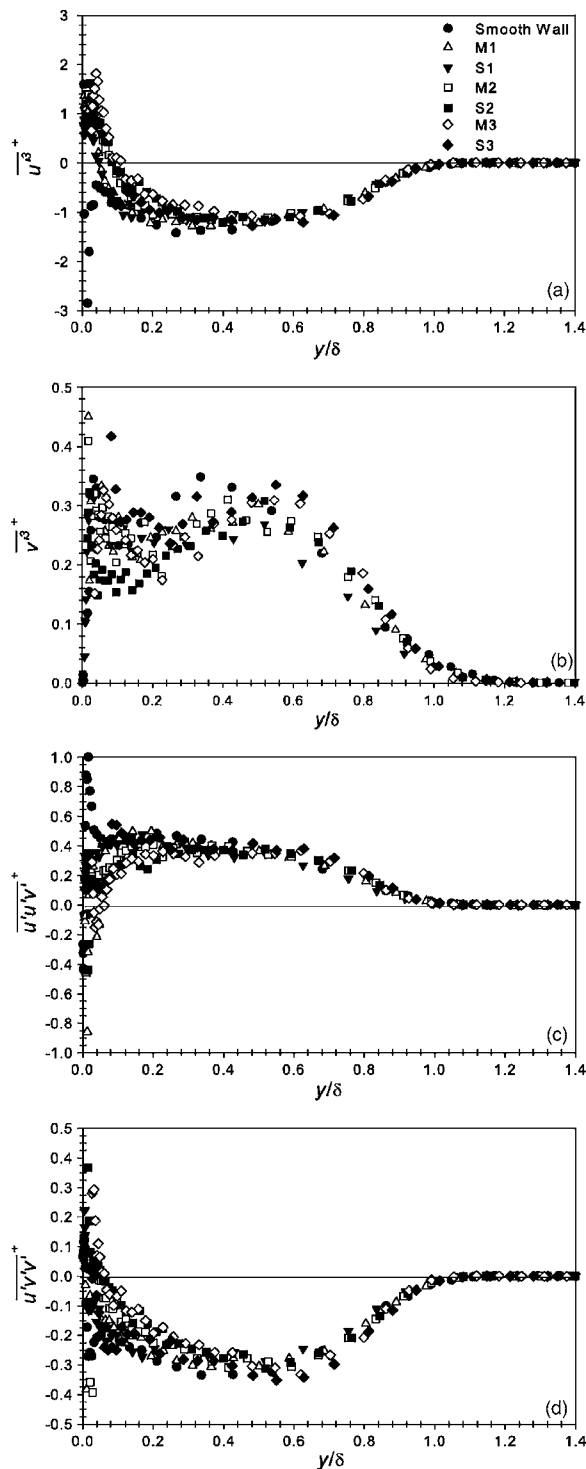 3
2
1
0
-1
-2
-3
u'³⁺
Smooth Wall
M1
S1
M2
S2
M3
S3
(a)
0.0 0.2 0.4 0.6 0.8 1.0 1.2 1.4
y/δ
0.5
0.4
0.3
0.2
0.1
0.0
v'³⁺
(b)
0.0 0.2 0.4 0.6 0.8 1.0 1.2 1.4
y/δ
1.0
0.8
0.6
0.4
0.2
0.0
-0.2
-0.4
-0.6
-0.8
-1.0
u'u'v'⁺
(c)
0.0 0.2 0.4 0.6 0.8 1.0 1.2 1.4
y/δ
0.5
0.4
0.3
0.2
0.1
0.0
-0.1
-0.2
-0.3
-0.4
-0.5
u'v'v'⁺
(d)
0.0 0.2 0.4 0.6 0.8 1.0 1.2 1.4
y/δ